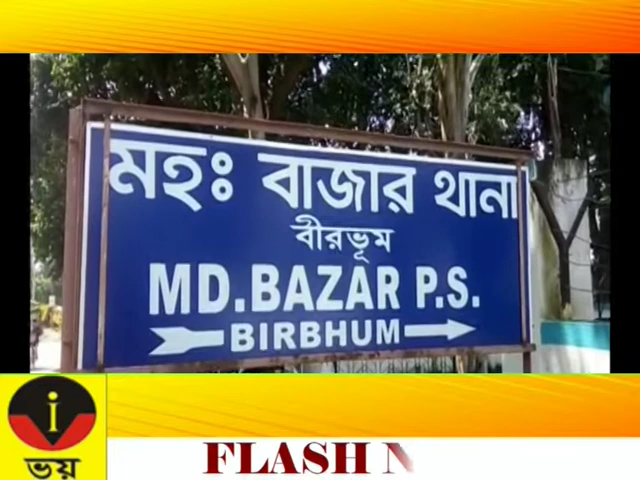 মহঃ বাজার থানা
বীরভূম
MD.BAZAR P.S.
BIRBHUM
i
ভয়
FLASH N